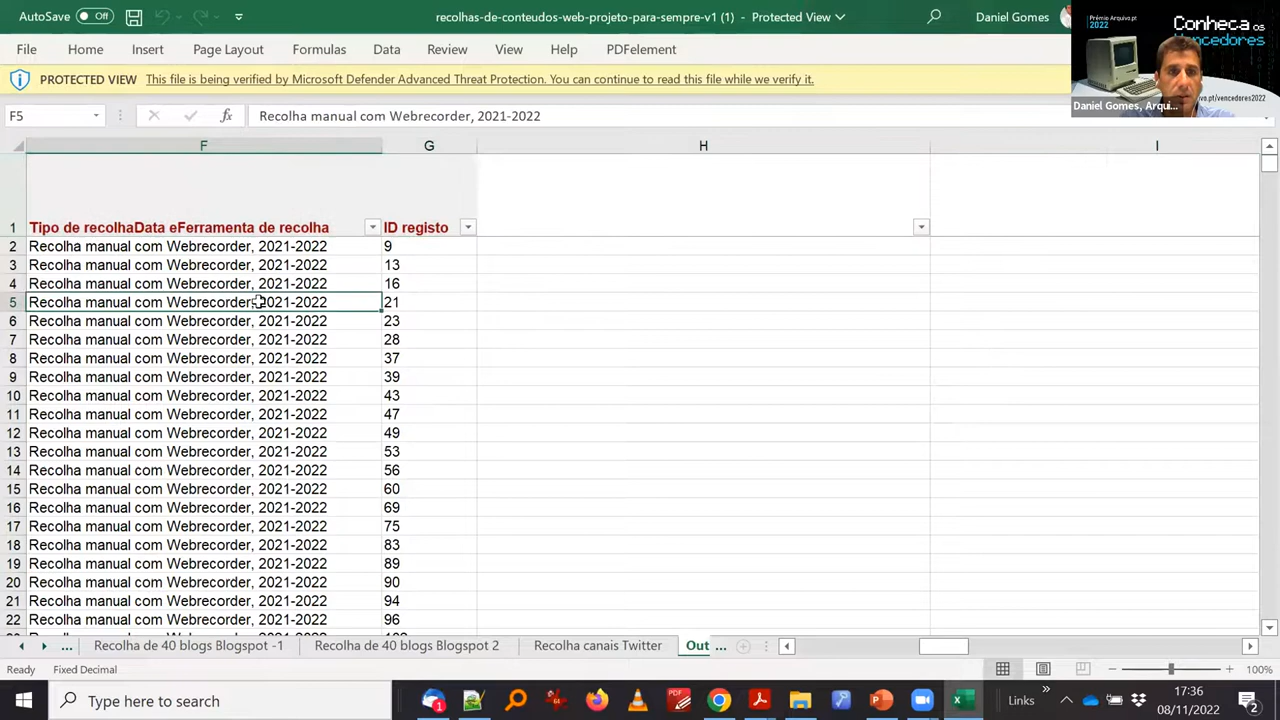 AutoSave Off recolhas-de-conteudos-web-projeto-para-sempre-v1 (1) - Protected View Daniel Gomes
Prémio Arquivo.pt
2022
Conheça os
Vencedores
File Home Insert Page Layout Formulas Data Review View Help PDFelement
PROTECTED VIEW This file is being verified by Microsoft Defender Advanced Threat Protection. You can continue to read this file while we verify it.
Daniel Gomes, Arqui...
F5 fx Recolha manual com Webrecorder, 2021-2022
F G H I
1 Tipo de recolhaData eFerramenta de recolha ID registo
2 Recolha manual com Webrecorder, 2021-2022 9
3 Recolha manual com Webrecorder, 2021-2022 13
4 Recolha manual com Webrecorder, 2021-2022 16
5 Recolha manual com Webrecorder, 2021-2022 21
6 Recolha manual com Webrecorder, 2021-2022 23
7 Recolha manual com Webrecorder, 2021-2022 28
8 Recolha manual com Webrecorder, 2021-2022 37
9 Recolha manual com Webrecorder, 2021-2022 39
10 Recolha manual com Webrecorder, 2021-2022 43
11 Recolha manual com Webrecorder, 2021-2022 47
12 Recolha manual com Webrecorder, 2021-2022 49
13 Recolha manual com Webrecorder, 2021-2022 53
14 Recolha manual com Webrecorder, 2021-2022 56
15 Recolha manual com Webrecorder, 2021-2022 60
16 Recolha manual com Webrecorder, 2021-2022 69
17 Recolha manual com Webrecorder, 2021-2022 75
18 Recolha manual com Webrecorder, 2021-2022 83
19 Recolha manual com Webrecorder, 2021-2022 89
20 Recolha manual com Webrecorder, 2021-2022 90
21 Recolha manual com Webrecorder, 2021-2022 94
22 Recolha manual com Webrecorder, 2021-2022 96
... Recolha de 40 blogs Blogspot -1 Recolha de 40 blogs Blogspot 2 Recolha canais Twitter Out ...
Ready Fixed Decimal 100%
Type here to search Links 17:36
08/11/2022 2